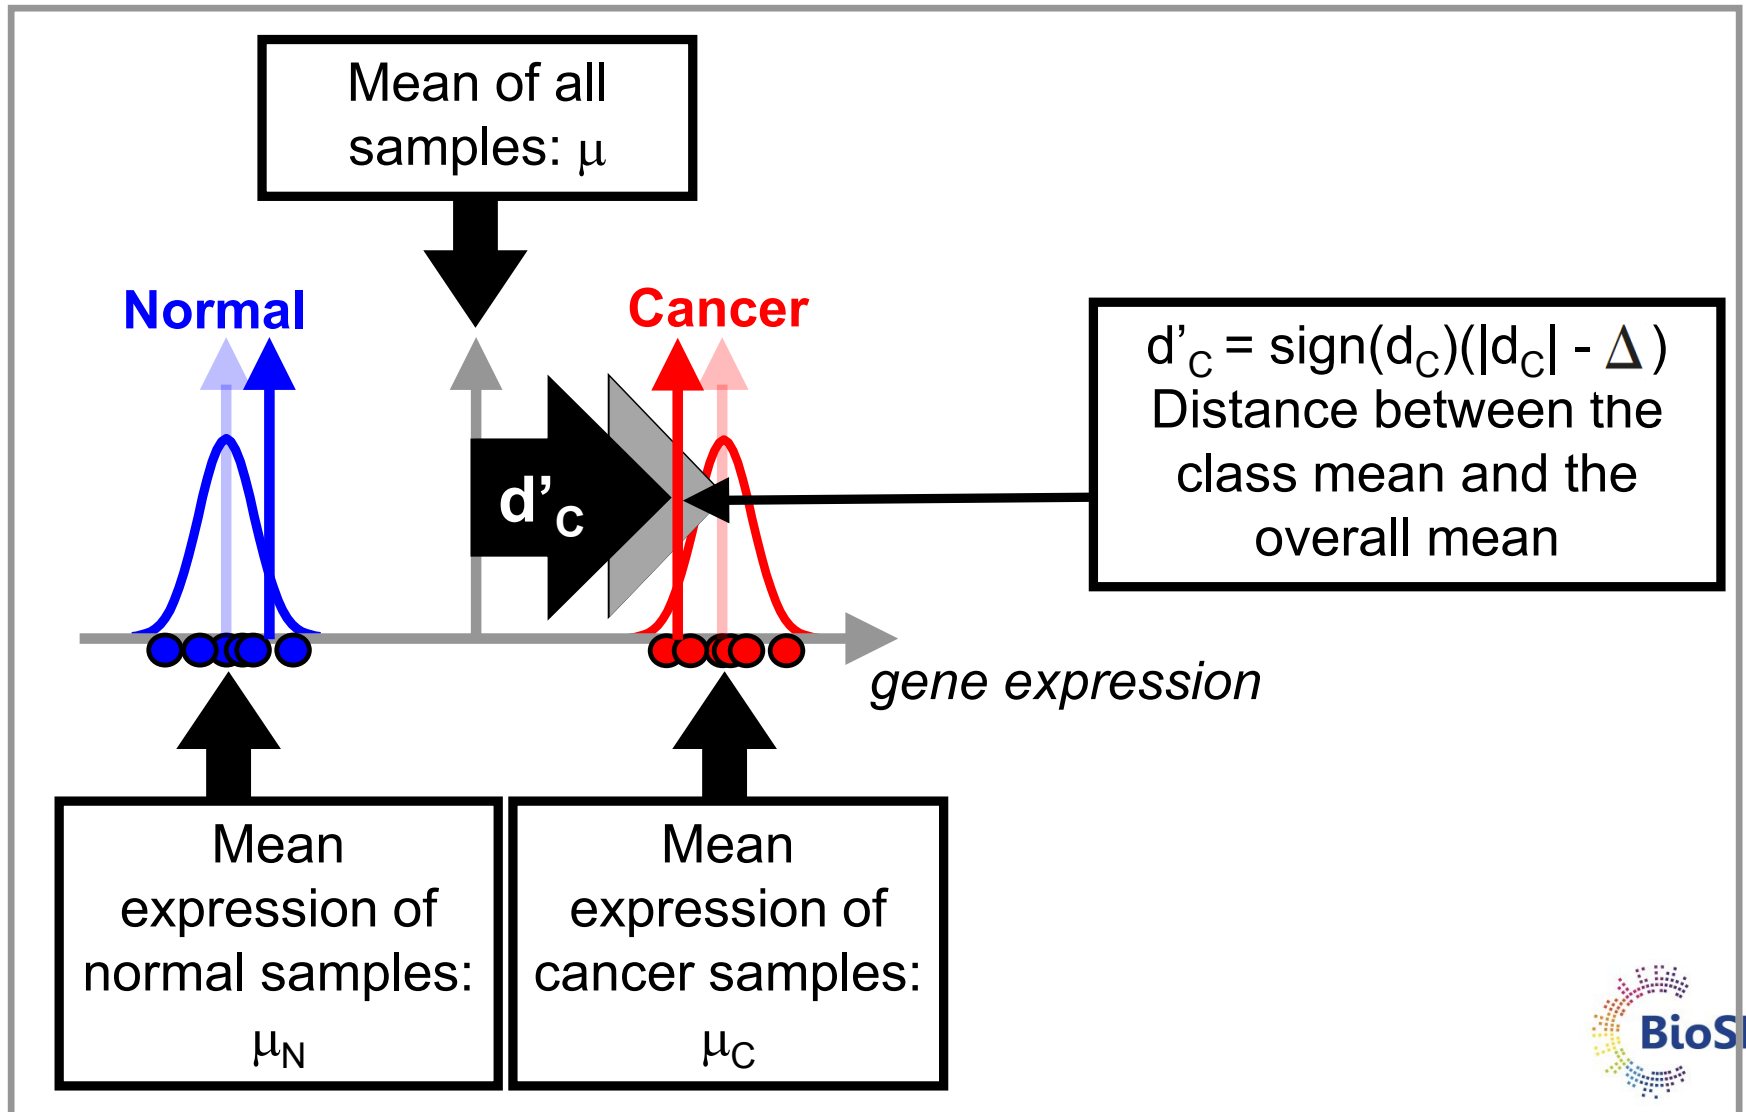 Mean of all
samples: μ
Normal
Cancer
d'C = sign(dC)(|dC| - Δ)
Distance between the
class mean and the
overall mean
d'C
gene expression
Mean
expression of
normal samples:
μN
Mean
expression of
cancer samples:
μC